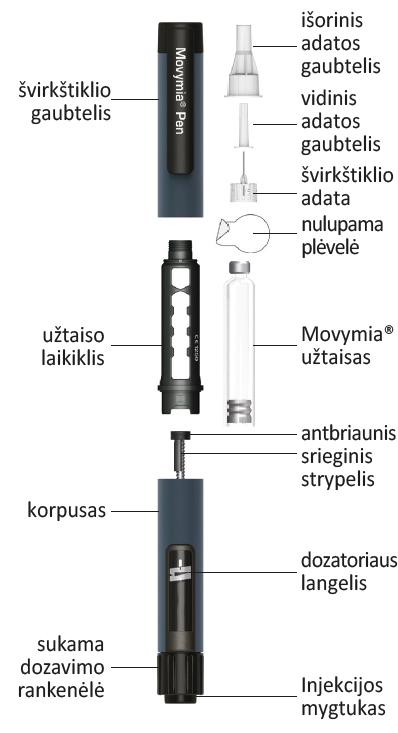 išorinis
adatos
gaubtelis
švirkštiklio
gaubtelis
Movymia® Pen
vidinis
adatos
gaubtelis
švirkštiklio
adata
nulupama
plėvelė
užtaiso
laikiklis
Movymia®
užtaisas
antbriaunis
srieginis
strypelis
korpusas
dozatoriaus
langelis
sukama
dozavimo
rankenėlė
Injekcijos
mygtukas